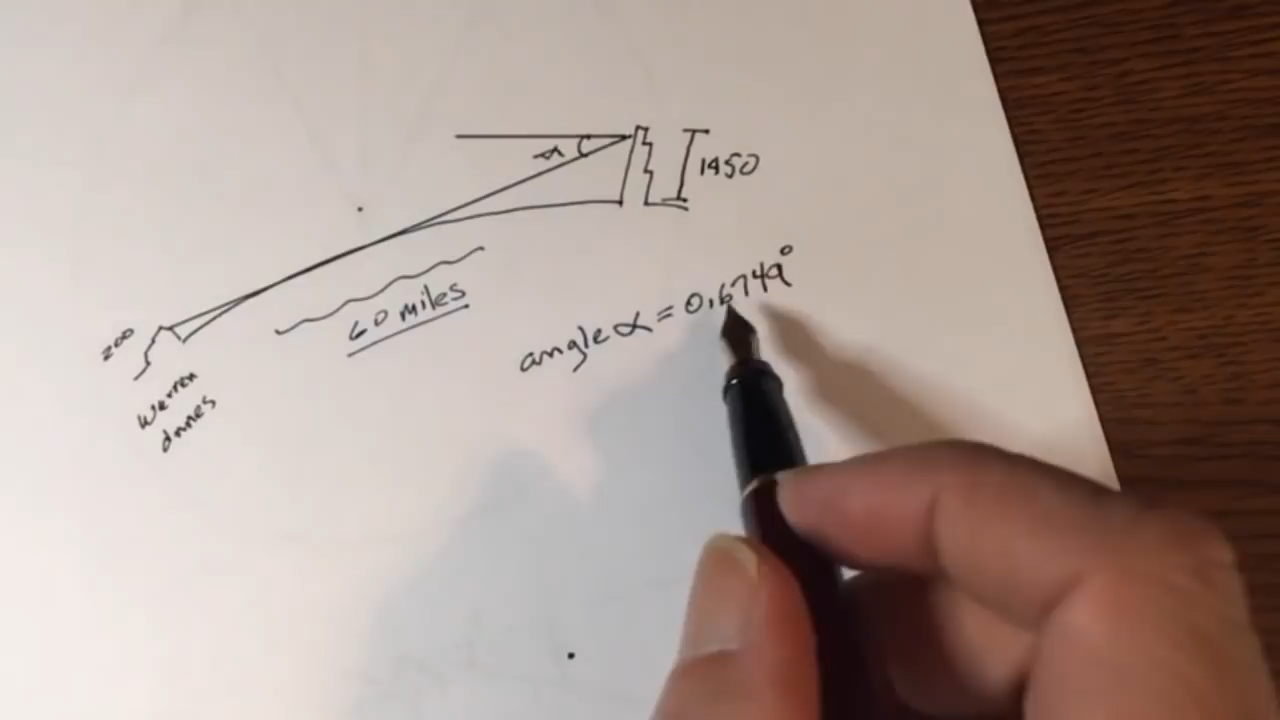 α
1450
60 miles
angle α = 0.6749°
200
Warren
dunes